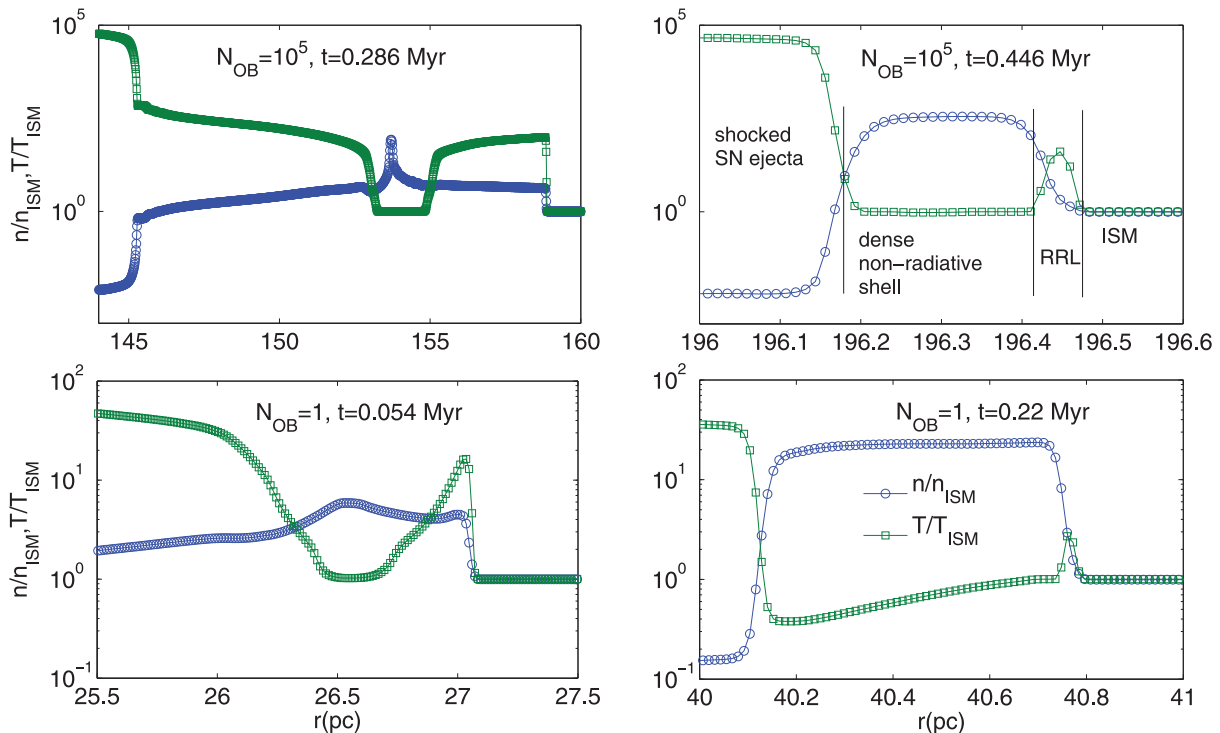 N_OB=10^5, t=0.286 Myr
n/n_ISM, T/T_ISM
10^5
10^0
145 150 155 160
N_OB=10^5, t=0.446 Myr
10^5
10^0
shocked
SN ejecta
dense
non−radiative
shell
RRL
ISM
196 196.1 196.2 196.3 196.4 196.5 196.6
N_OB=1, t=0.054 Myr
n/n_ISM, T/T_ISM
10^2
10^1
10^0
10^−1
25.5 26 26.5 27 27.5
r(pc)
N_OB=1, t=0.22 Myr
10^2
10^1
10^0
10^−1
n/n_ISM
T/T_ISM
40 40.2 40.4 40.6 40.8 41
r(pc)